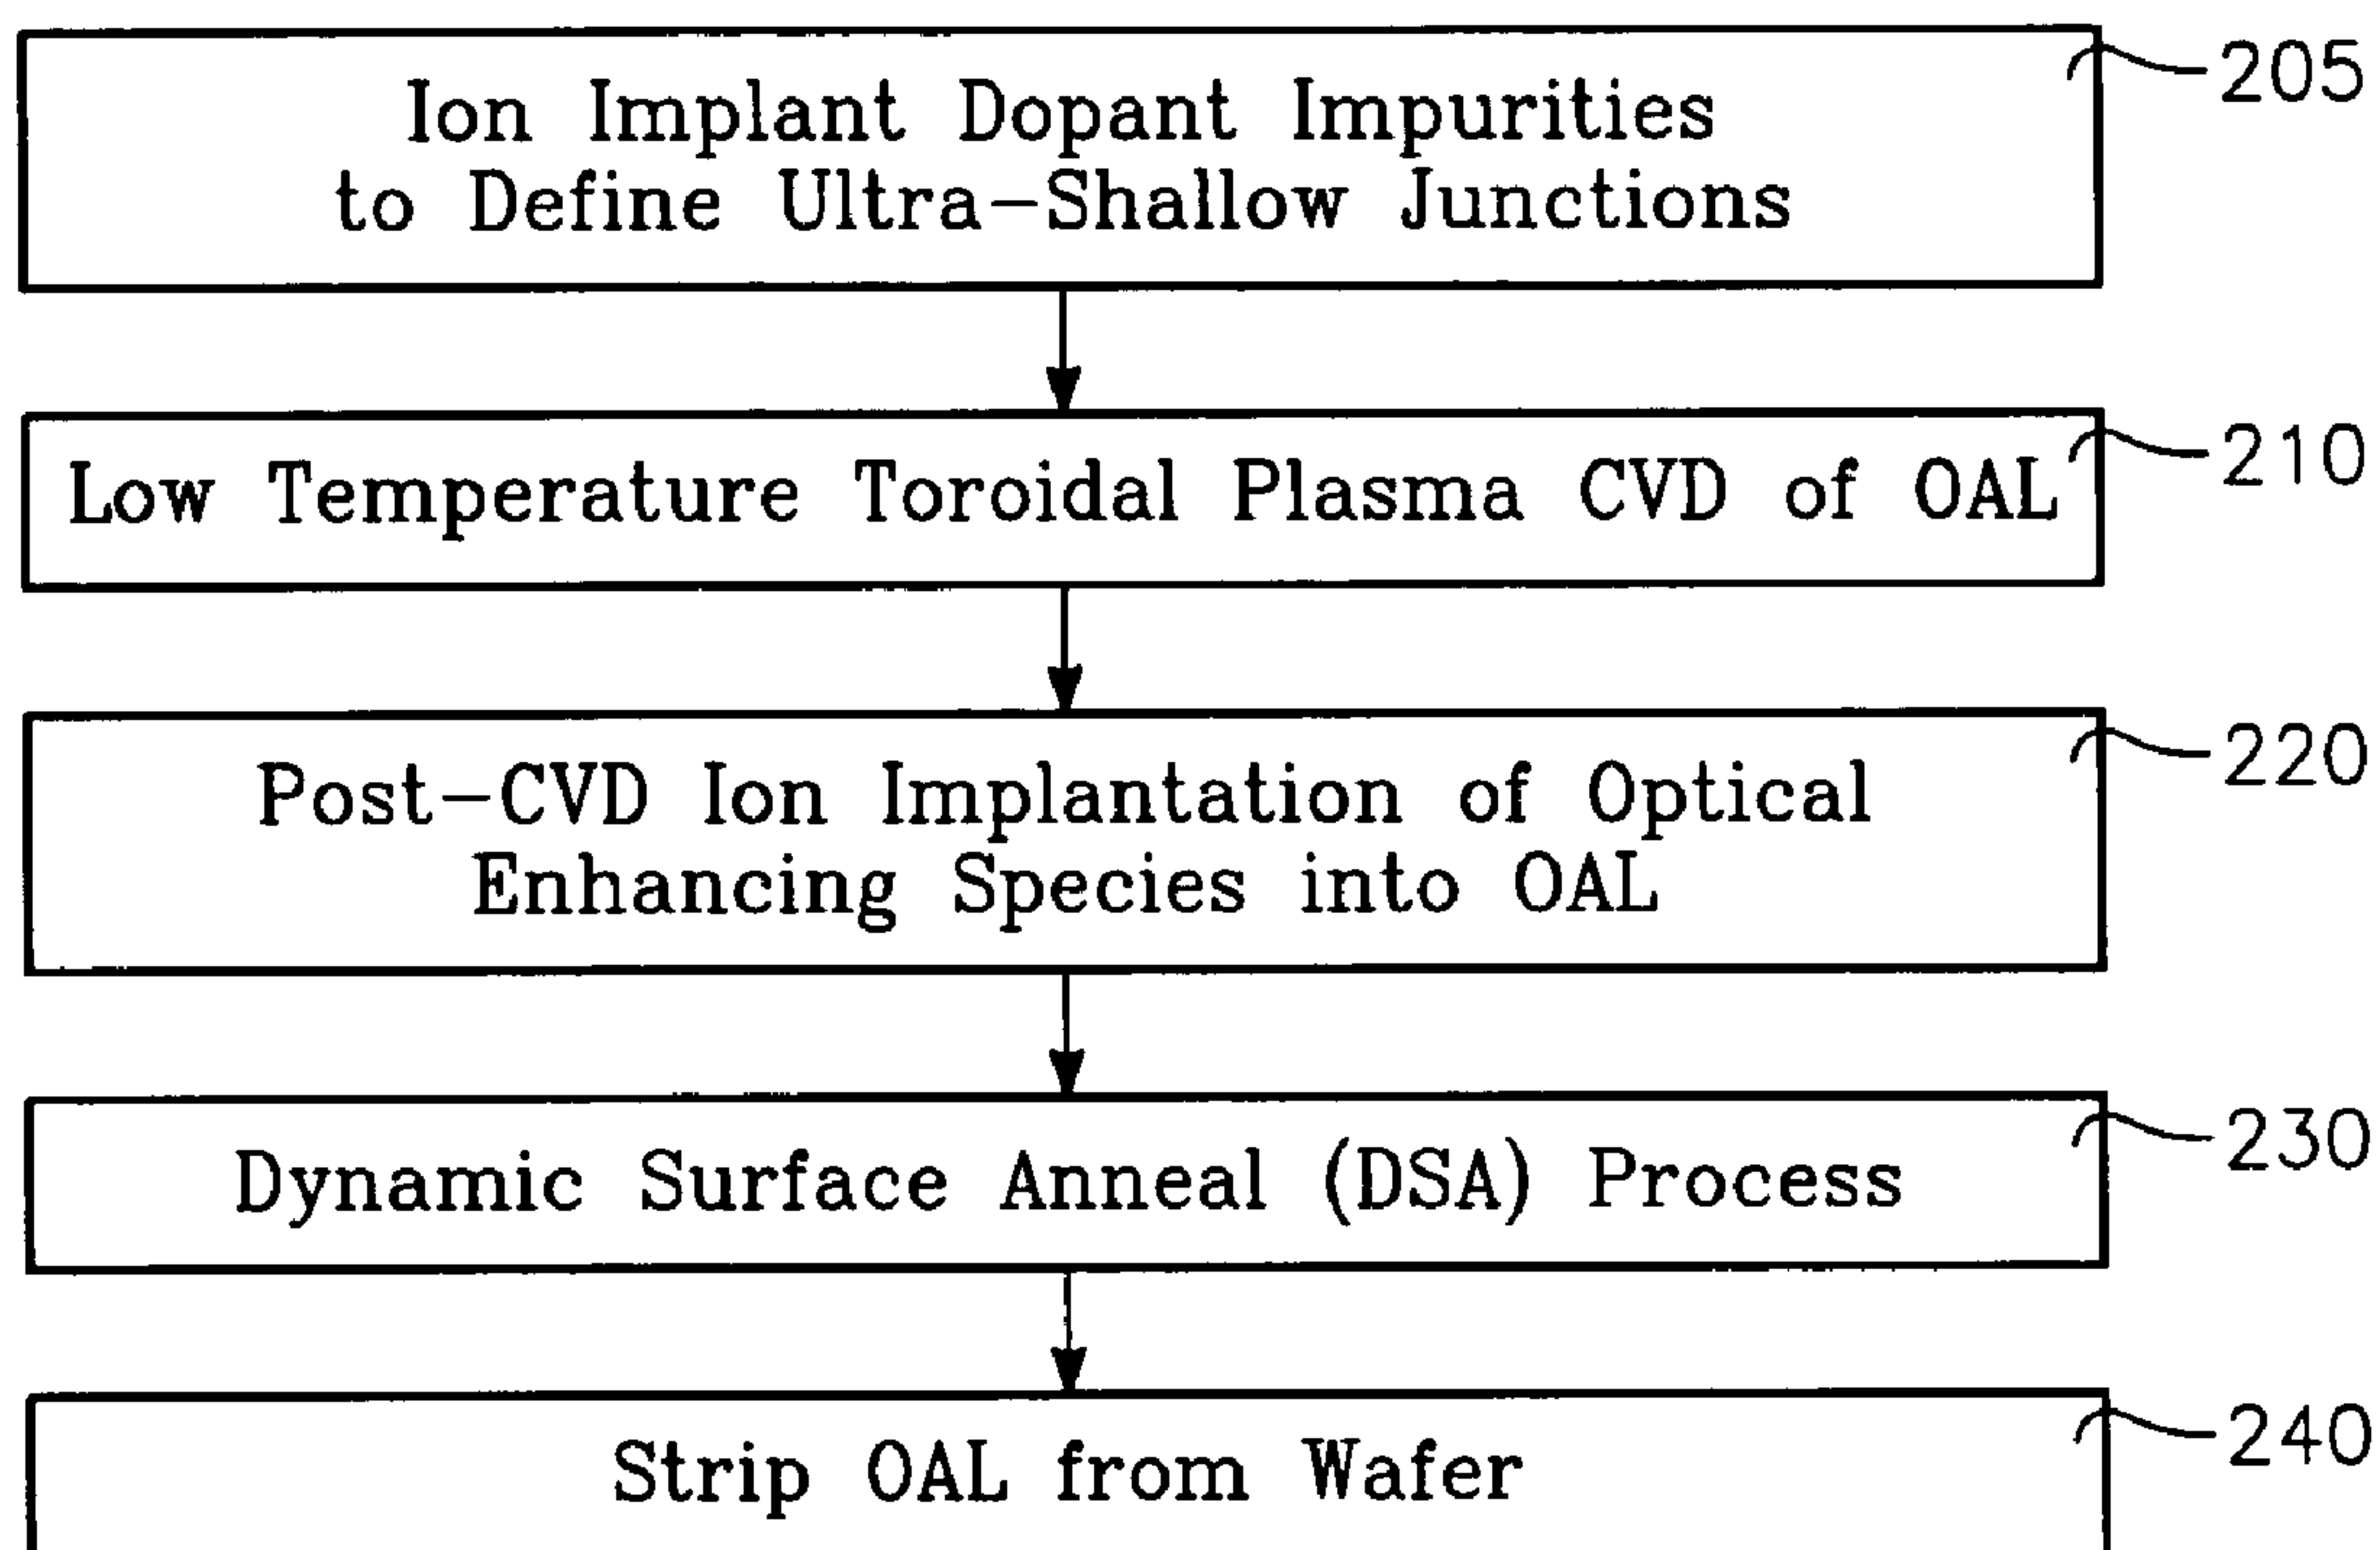 Ion Implant Dopant Impurities
to Define Ultra-Shallow Junctions
205
Low Temperature Toroidal Plasma CVD of OAL
210
Post-CVD Ion Implantation of Optical
Enhancing Species into OAL
220
Dynamic Surface Anneal (DSA) Process
230
Strip OAL from Wafer
240